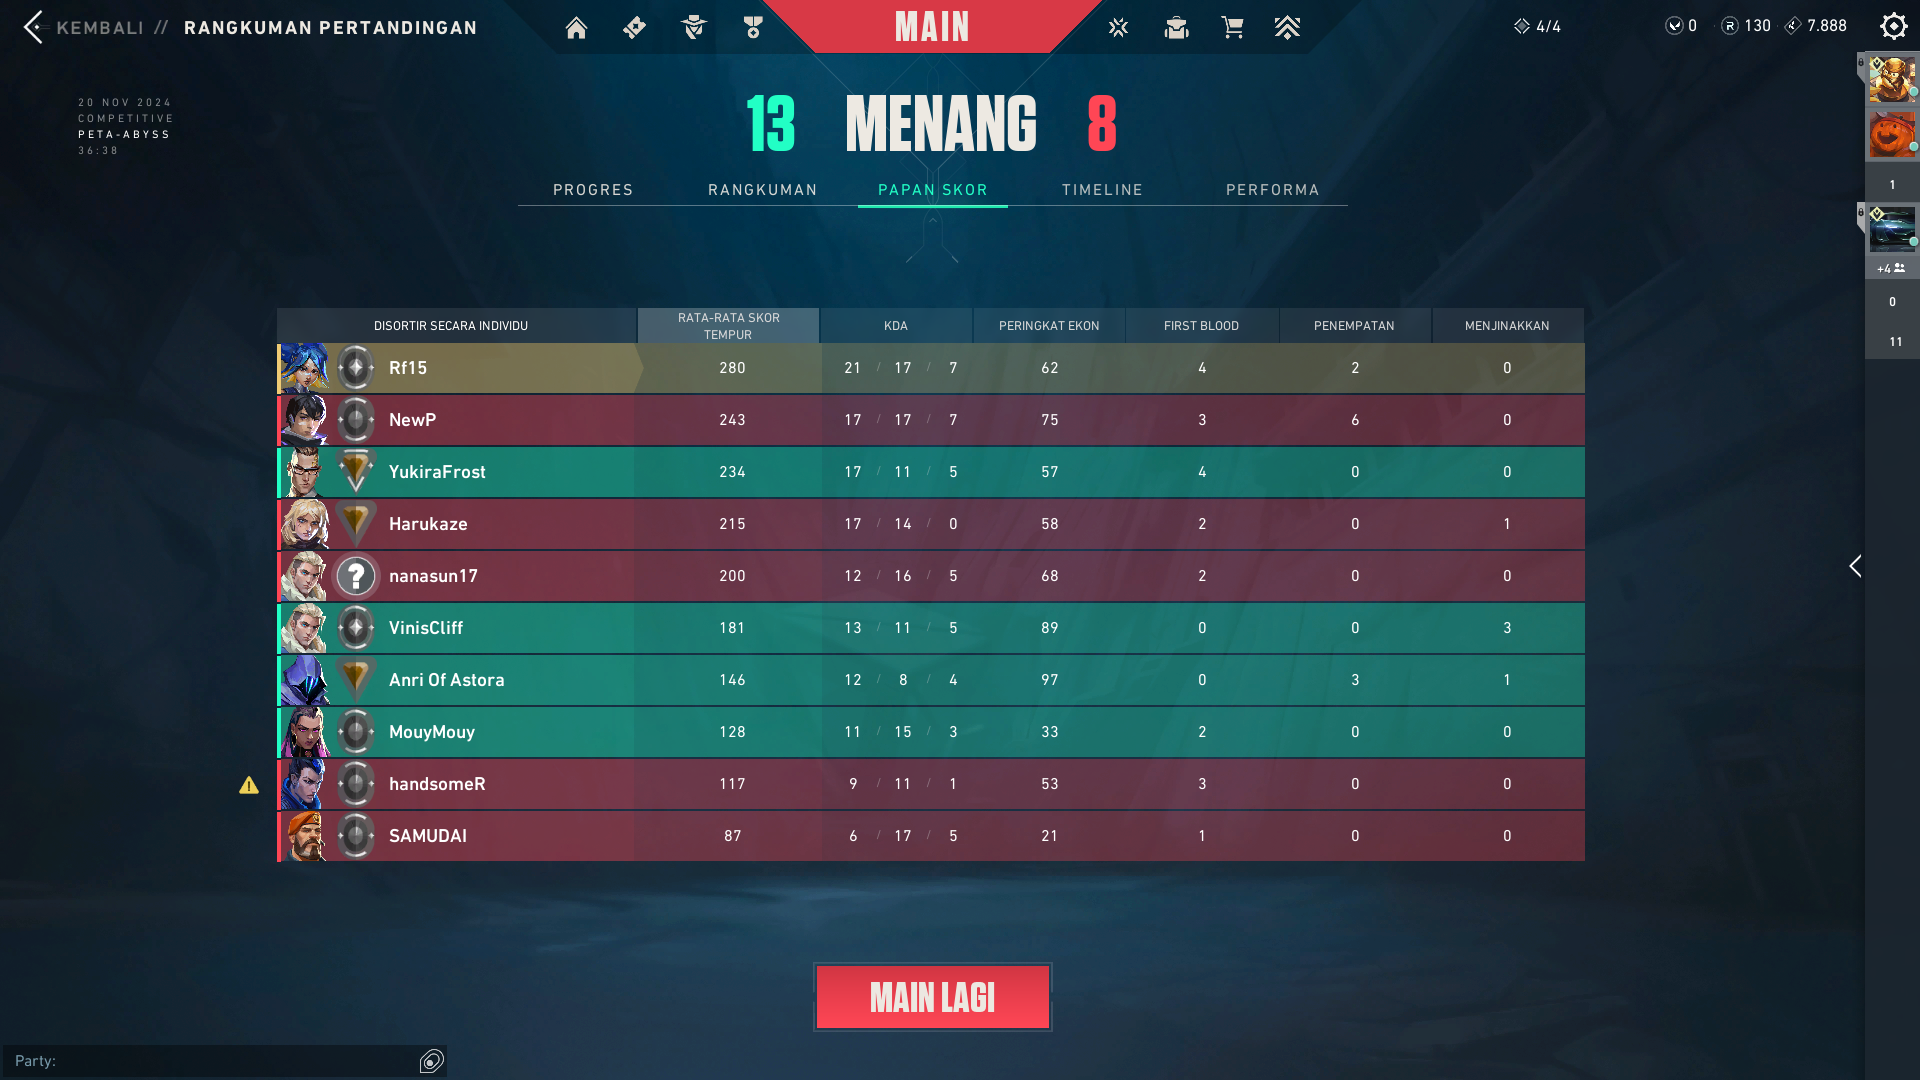 KEMBALI // RANGKUMAN PERTANDINGAN
MAIN
4/4
0
130
7.888
20 NOV 2024
COMPETITIVE
PETA-ABYSS
36:38
13 MENANG 8
PROGRES RANGKUMAN PAPAN SKOR TIMELINE PERFORMA
DISORTIR SECARA INDIVIDU RATA-RATA SKOR TEMPUR KDA PERINGKAT EKON FIRST BLOOD PENEMPATAN MENJINAKKAN
Rf15 280 21 / 17 / 7 62 4 2 0
NewP 243 17 / 17 / 7 75 3 6 0
YukiraFrost 234 17 / 11 / 5 57 4 0 0
Harukaze 215 17 / 14 / 0 58 2 0 1
? nanasun17 200 12 / 16 / 5 68 2 0 0
VinisCliff 181 13 / 11 / 5 89 0 0 3
Anri Of Astora 146 12 / 8 / 4 97 0 3 1
MouyMouy 128 11 / 15 / 3 33 2 0 0
handsomeR 117 9 / 11 / 1 53 3 0 0
SAMUDAI 87 6 / 17 / 5 21 1 0 0
MAIN LAGI
Party:
1
+4
0
11